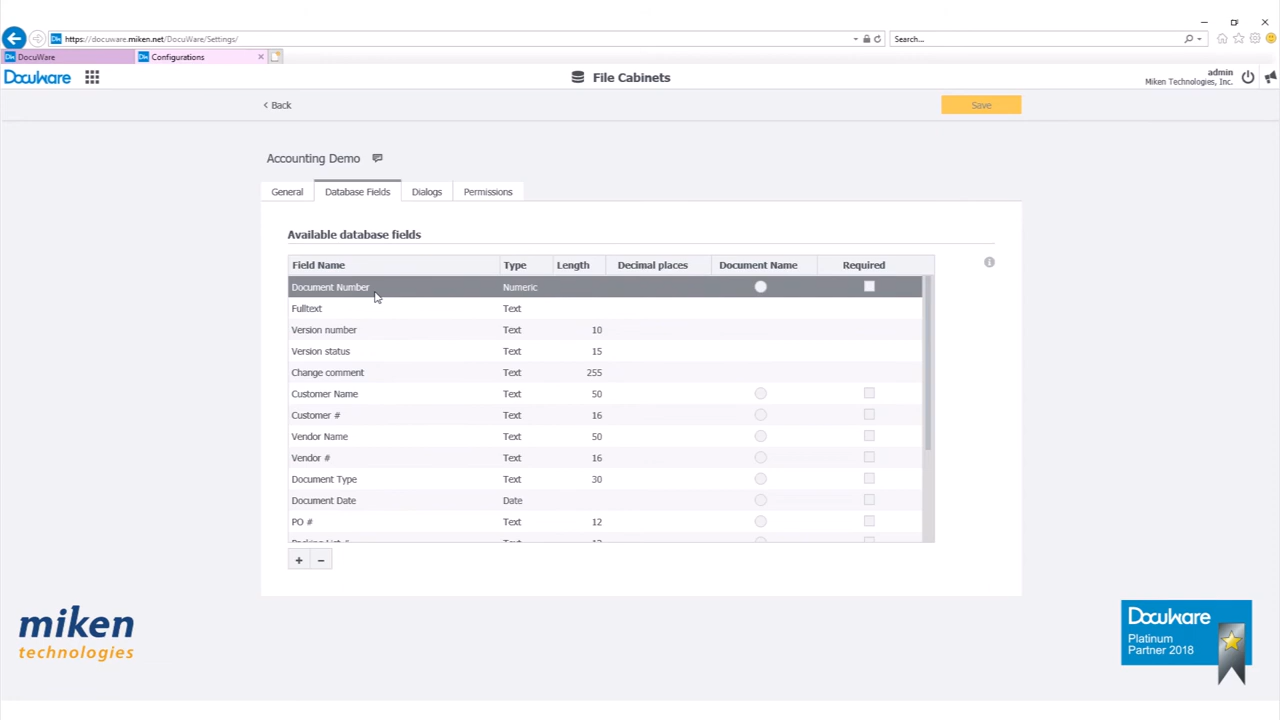 https://docuware.miken.net/DocuWare/Settings/
Search...
DocuWare
Configurations
DocuWare
File Cabinets
admin
Miken Technologies, Inc.
Back
Save
Accounting Demo
General Database Fields Dialogs Permissions
Available database fields
Field Name Type Length Decimal places Document Name Required
Document Number Numeric
Fulltext Text
Version number Text 10
Version status Text 15
Change comment Text 255
Customer Name Text 50
Customer # Text 16
Vendor Name Text 50
Vendor # Text 16
Document Type Text 30
Document Date Date
PO # Text 12
+ −
miken
technologies
DocuWare
Platinum
Partner 2018